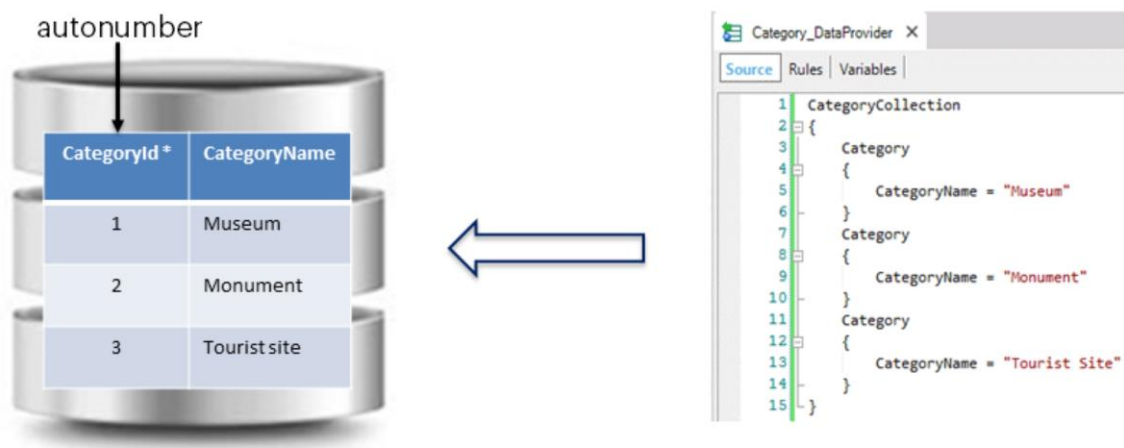 autonumber
CategoryId * CategoryName
1 Museum
2 Monument
3 Tourist site
Category_DataProvider X
Source Rules Variables
1 CategoryCollection
2 {
3 Category
4 {
5 CategoryName = "Museum"
6 }
7 Category
8 {
9 CategoryName = "Monument"
10 }
11 Category
12 {
13 CategoryName = "Tourist Site"
14 }
15 }